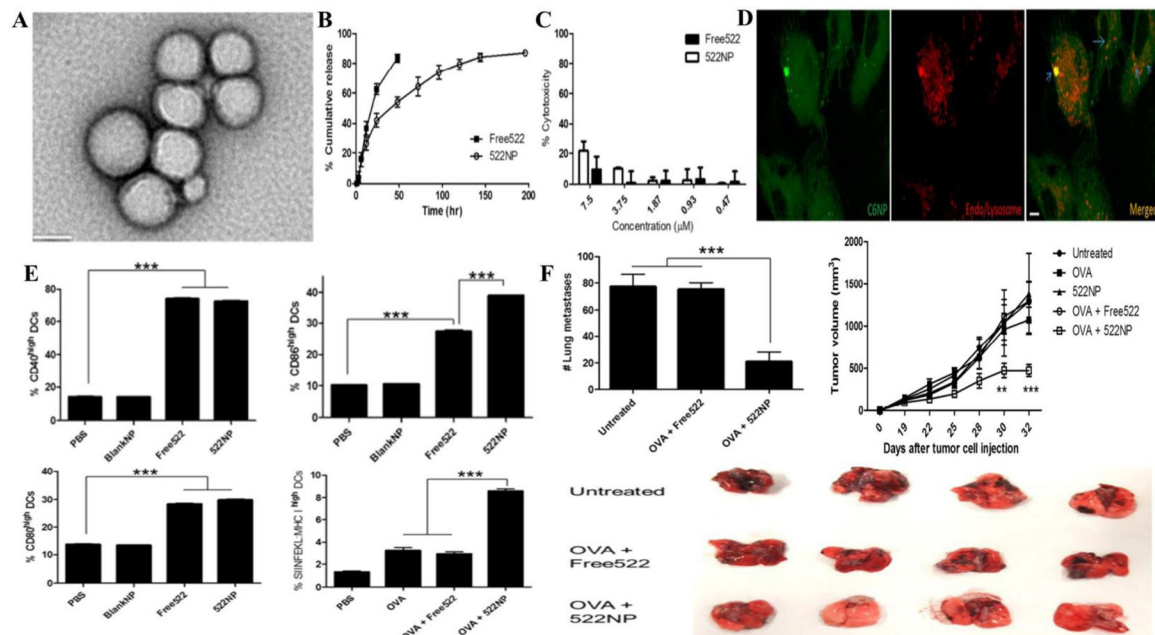 A
B
% Cumulative release
100
80
60
40
20
0
0
50
100
150
200
Time (hr)
Free522
522NP
C
% Cytotoxicity
100
80
60
40
20
0
7.5
3.75
1.87
0.93
0.47
Concentration (μM)
Free522
522NP
D
C6NP
Endo/Lysosome
Merged
E
% CD40high DCs
80
60
40
20
0
***
PBS
BlankNP
Free522
522NP
% CD86high DCs
40
30
20
10
0
***
***
PBS
BlankNP
Free522
522NP
% CD80high DCs
40
30
20
10
0
***
PBS
BlankNP
Free522
522NP
% SIINFEKL:MHC I high DCs
10
8
6
4
2
0
***
PBS
OVA
OVA + Free522
OVA + 522NP
F
# Lung metastases
100
80
60
40
20
0
***
Untreated
OVA + Free522
OVA + 522NP
Tumor volume (mm3)
2000
1500
1000
500
0
0
19
22
25
28
30
32
** ***
Days after tumor cell injection
Untreated
OVA
522NP
OVA + Free522
OVA + 522NP
Untreated
OVA +
Free522
OVA +
522NP